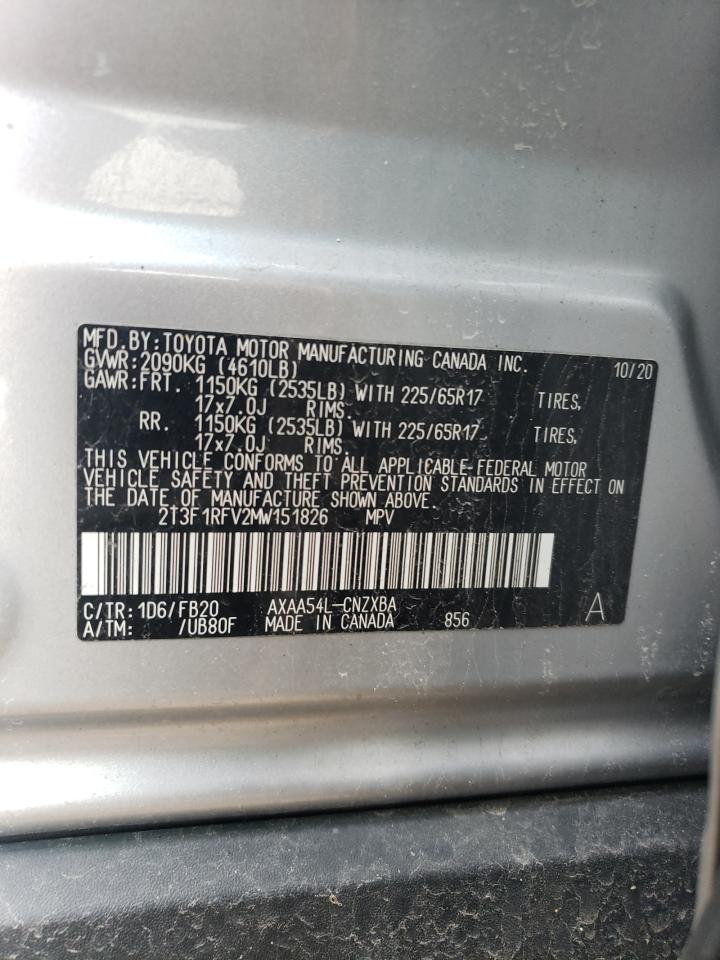 MFD. BY: TOYOTA MOTOR MANUFACTURING CANADA INC. 10/20
GVWR: 2090KG (4610LB)
GAWR: FRT. 1150KG (2535LB) WITH 225/65R17 TIRES,
17x7.0J RIMS.
RR. 1150KG (2535LB) WITH 225/65R17 TIRES,
17x7.0J RIMS.
THIS VEHICLE CONFORMS TO ALL APPLICABLE FEDERAL MOTOR
VEHICLE SAFETY AND THEFT PREVENTION STANDARDS IN EFFECT ON
THE DATE OF MANUFACTURE SHOWN ABOVE.
2T3F1RFV2MW151826 MPV
C/TR: 1D6/FB20 AXAA54L-CNZXBA A
A/TM: /UB80F MADE IN CANADA 856